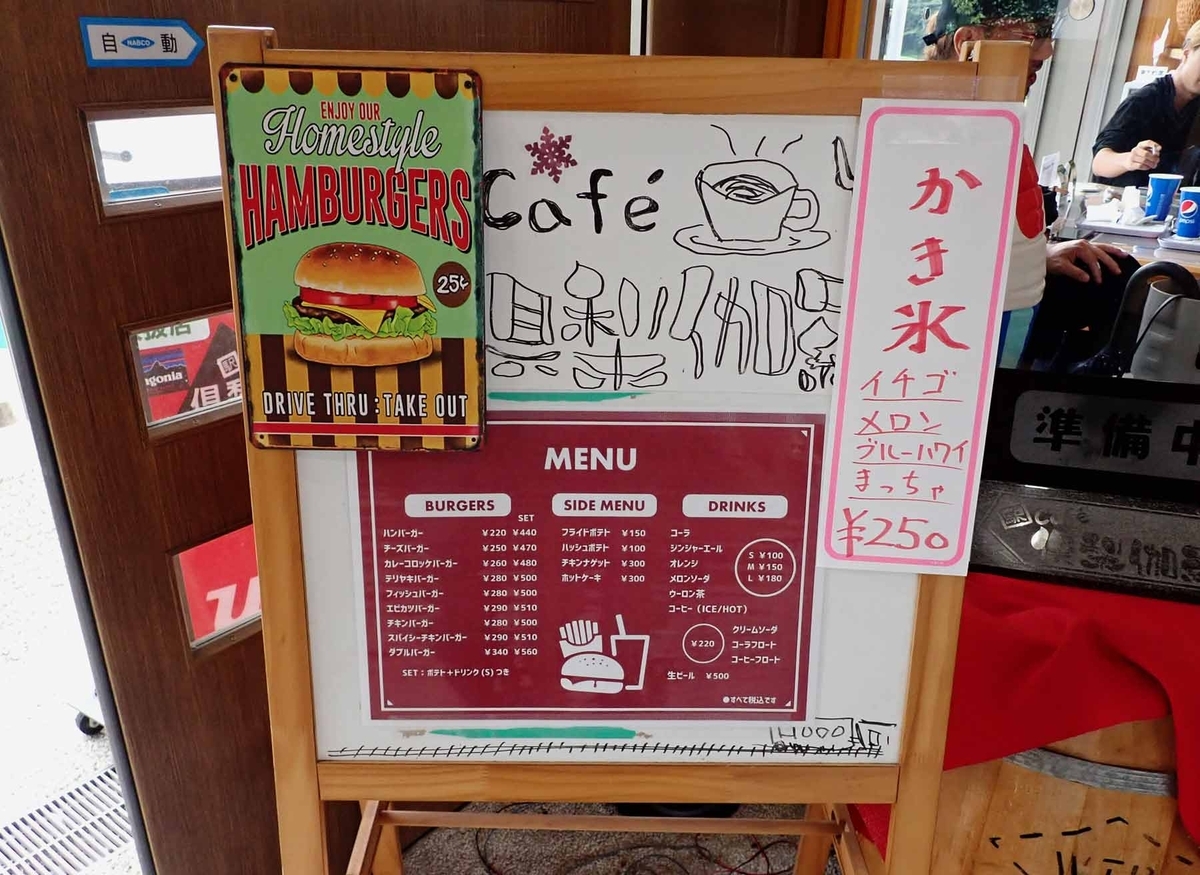 自 NABCO 動
ENJOY OUR
Homestyle
HAMBURGERS
25¢
DRIVE THRU : TAKE OUT
Café
かき氷
イチゴ
メロン
ブルーハワイ
まっちゃ
¥250
MENU
BURGERS
SET
ハンバーガー ¥220 ¥440
チーズバーガー ¥250 ¥470
カレーコロッケバーガー ¥260 ¥480
テリヤキバーガー ¥280 ¥500
フィッシュバーガー ¥280 ¥500
エビカツバーガー ¥290 ¥510
チキンバーガー ¥280 ¥500
スパイシーチキンバーガー ¥290 ¥510
ダブルバーガー ¥340 ¥560
SET：ポテト＋ドリンク (S) つき
SIDE MENU
フライドポテト ¥150
ハッシュポテト ¥100
チキンナゲット ¥300
ホットケーキ ¥300
DRINKS
コーラ
ジンジャーエール
オレンジ
メロンソーダ
ウーロン茶
コーヒー (ICE/HOT)
S ¥100
M ¥150
L ¥180
¥220
クリームソーダ
コーラフロート
コーヒーフロート
生ビール ¥500
●すべて税込です
準備中
pepsi